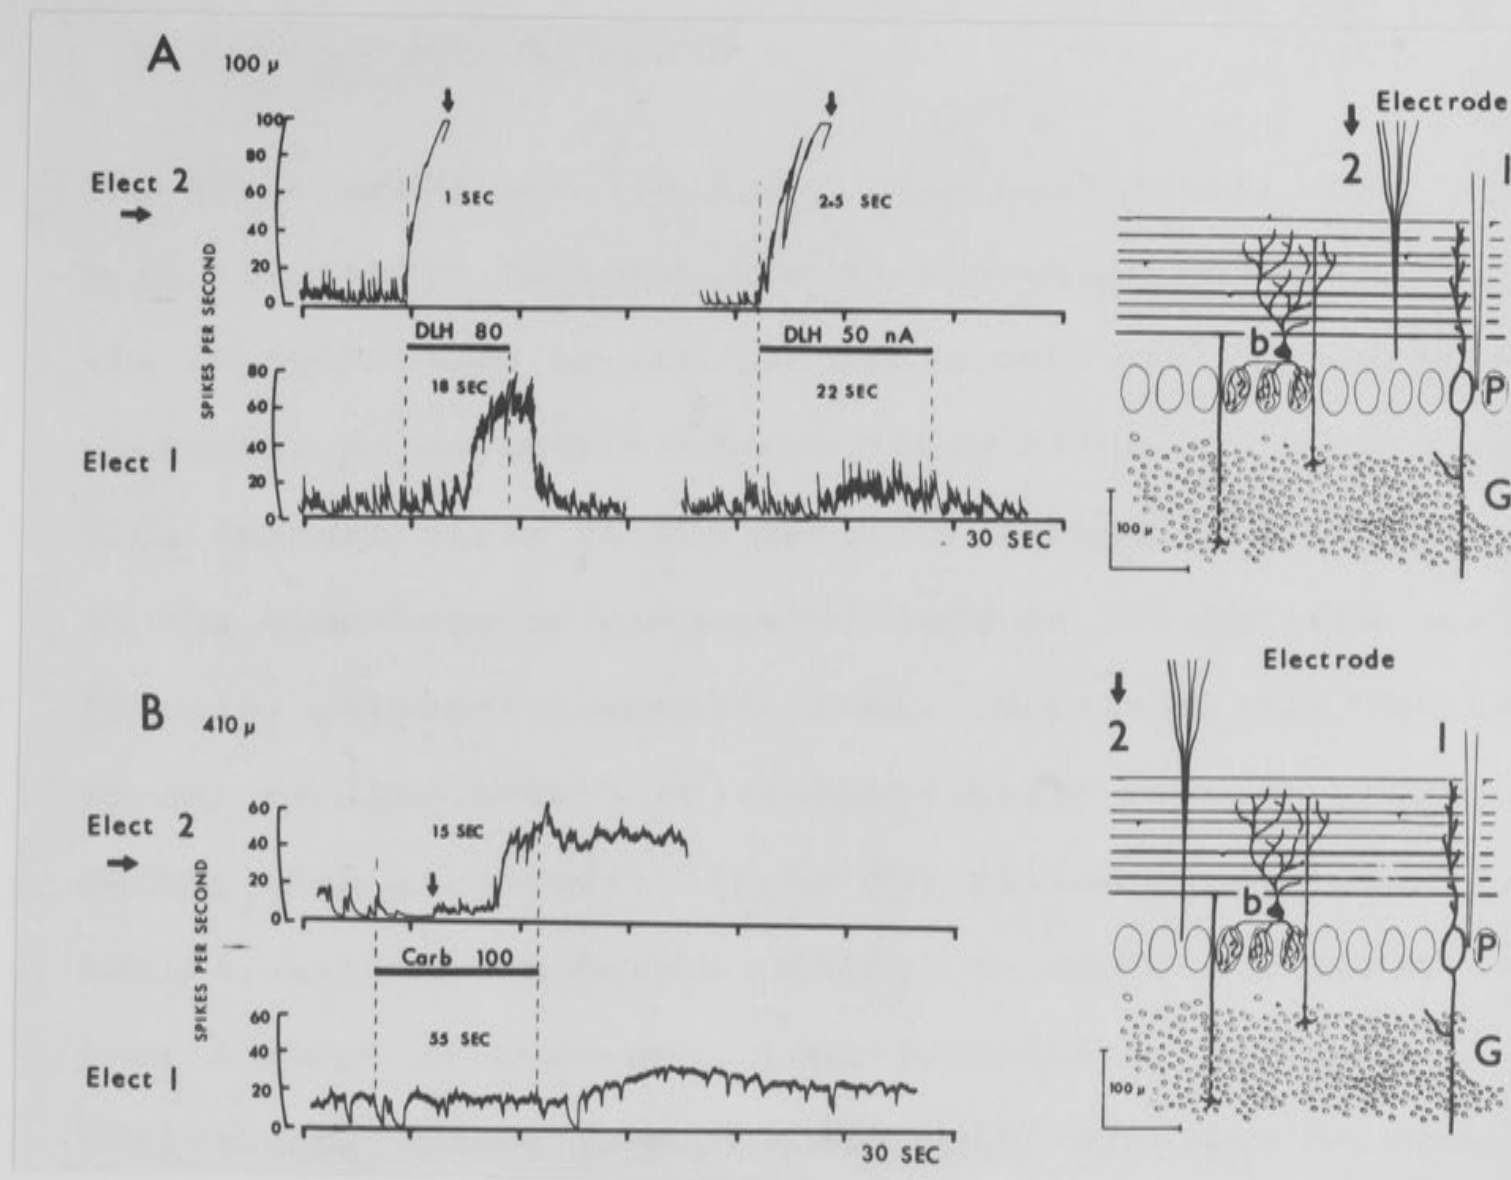 A
100 µ
Elect 2
SPIKES PER SECOND
100
80
60
40
20
0
1 SEC
2.5 SEC
DLH 80
DLH 50 nA
80
60
40
20
0
18 SEC
22 SEC
Elect 1
30 SEC
Electrode
2
1
b
P
G
100 µ
B
410 µ
Elect 2
SPIKES PER SECOND
60
40
20
0
15 SEC
Carb 100
60
40
20
0
55 SEC
Elect 1
30 SEC
Electrode
2
1
b
P
G
100 µ